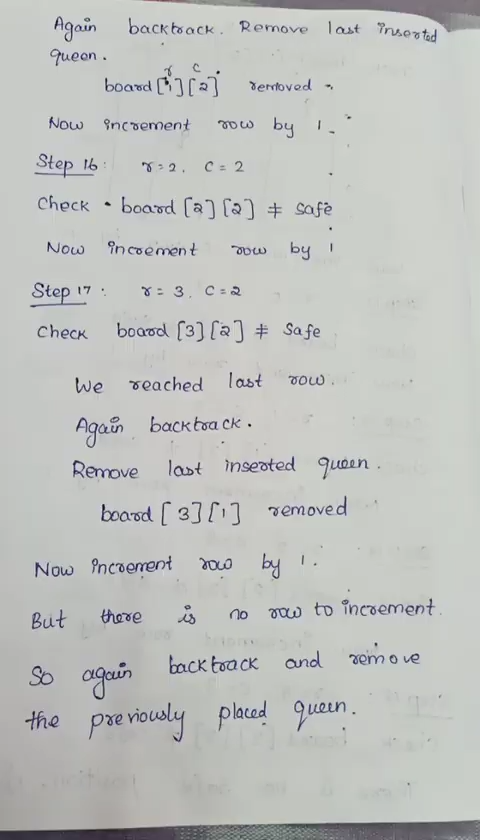 Again backtrack. Remove last inserted
queen.
r c
board[1][2] removed.
Now increment row by 1.
Step 16: r=2, c=2
Check board[2][2] ≠ Safe
Now increment row by 1
Step 17: r=3, c=2
Check board[3][2] ≠ Safe
We reached last row.
Again backtrack.
Remove last inserted queen.
board[3][1] removed
Now increment row by 1.
But there is no row to increment.
So again backtrack and remove
the previously placed queen.